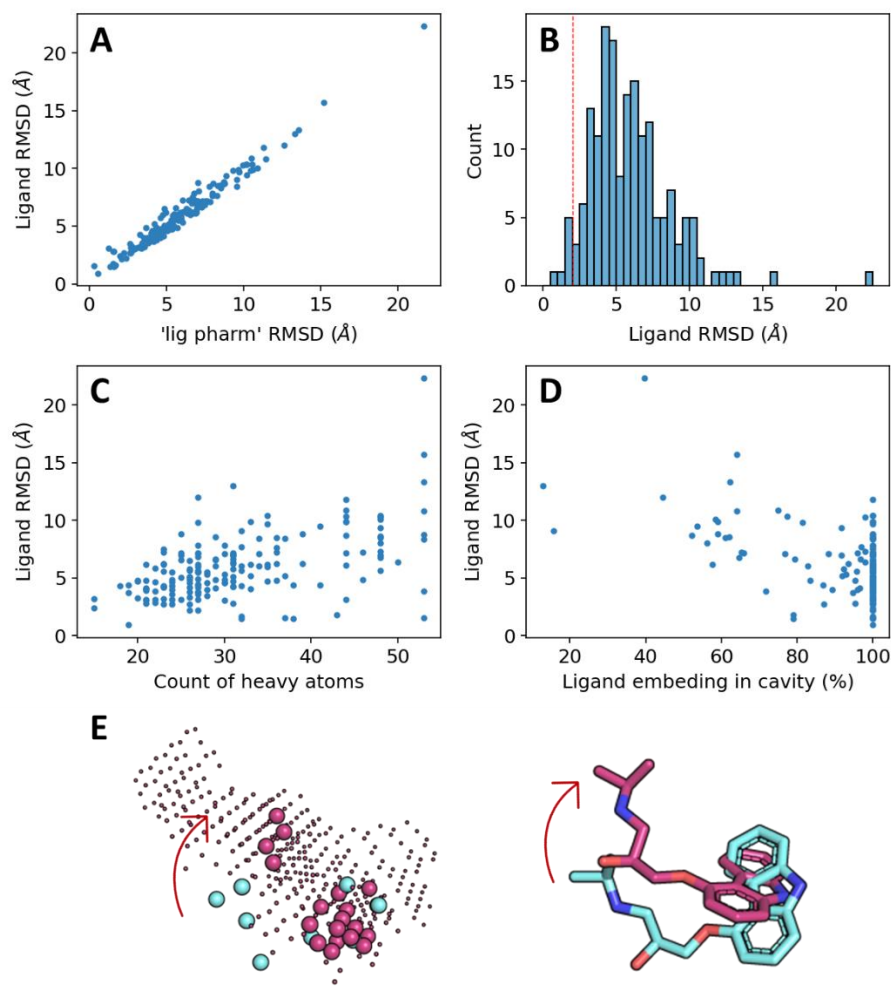 A
Ligand RMSD (Å)
20
15
10
5
0
0 5 10 15 20
'lig pharm' RMSD (Å)
B
Count
15
10
5
0
0 5 10 15 20
Ligand RMSD (Å)
C
Ligand RMSD (Å)
20
15
10
5
0
20 30 40 50
Count of heavy atoms
D
Ligand RMSD (Å)
20
15
10
5
0
20 40 60 80 100
Ligand embeding in cavity (%)
E